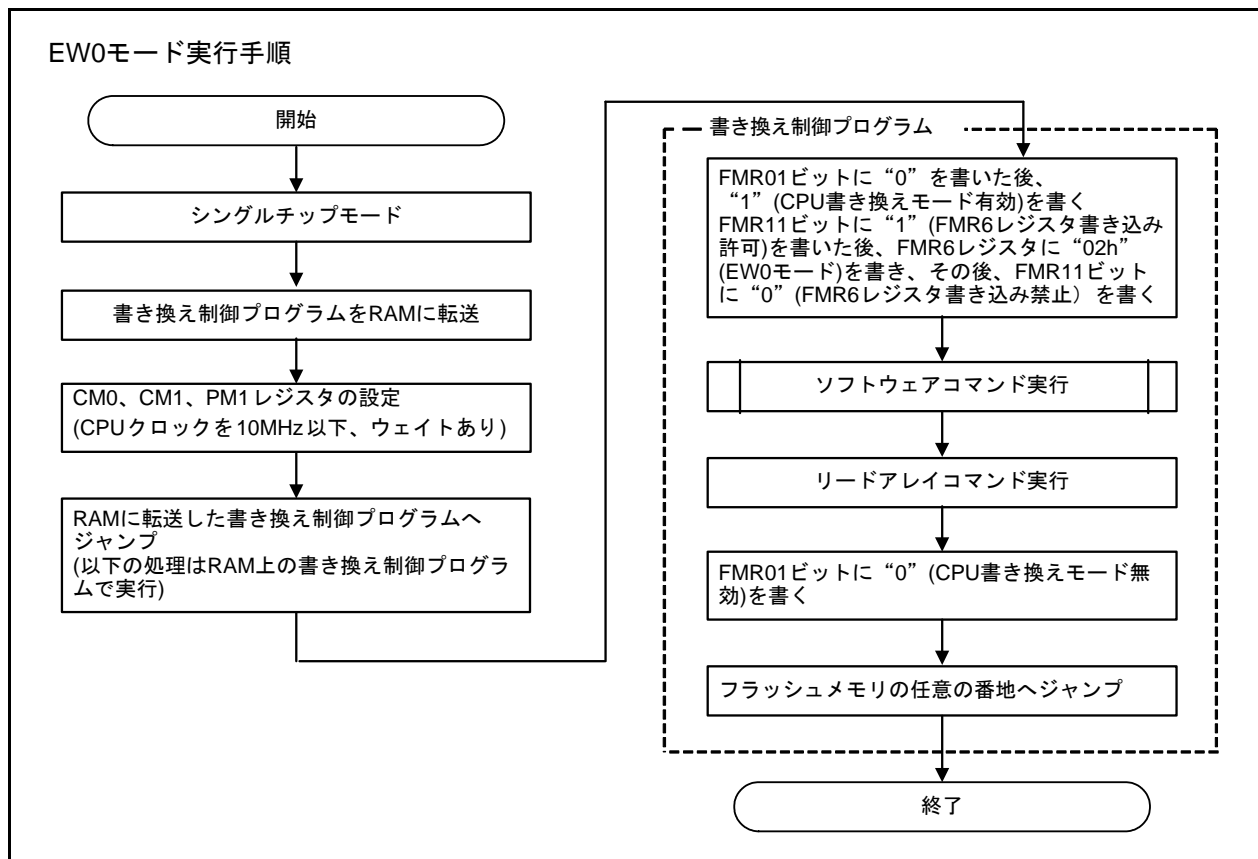 EW0モード実行手順
開始
シングルチップモード
書き換え制御プログラムをRAMに転送
CM0、CM1、PM1レジスタの設定
(CPUクロックを10MHz以下、ウェイトあり)
RAMに転送した書き換え制御プログラムへ
ジャンプ
(以下の処理はRAM上の書き換え制御プログラ
ムで実行)
書き換え制御プログラム
FMR01ビットに“0”を書いた後、
“1”(CPU書き換えモード有効)を書く
FMR11ビットに“1”(FMR6レジスタ書き込み
許可)を書いた後、FMR6レジスタに“02h”
(EW0モード)を書き、その後、FMR11ビット
に“0”(FMR6レジスタ書き込み禁止）を書く
ソフトウェアコマンド実行
リードアレイコマンド実行
FMR01ビットに“0”(CPU書き換えモード無
効)を書く
フラッシュメモリの任意の番地へジャンプ
終了